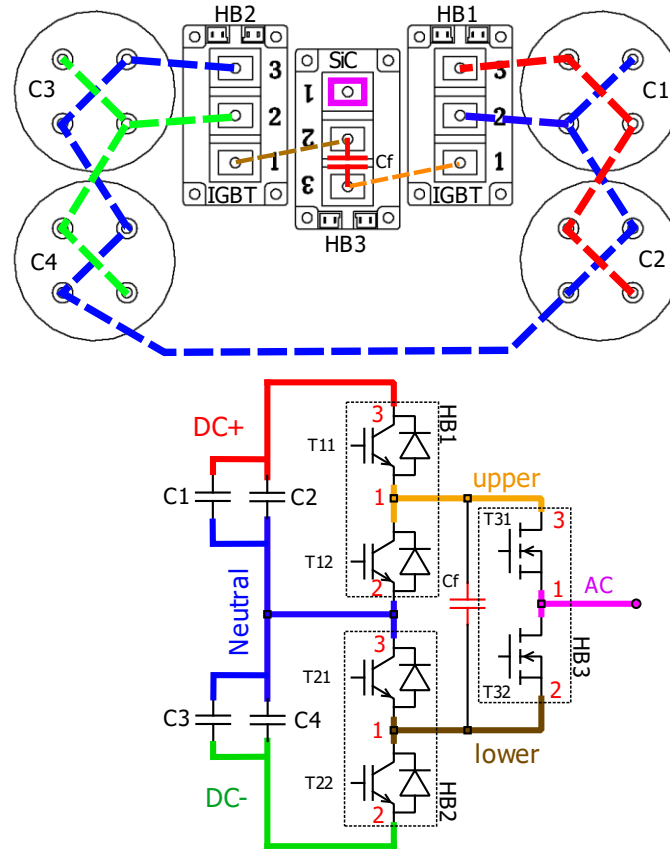 HB2
HB1
C3
3
2
1
IGBT
SiC
1
2
3
Cf
HB3
3
2
1
IGBT
C1
C4
C2
DC+
3
HB1
T11
C1
C2
1
upper
T12
2
T31
3
Cf
1
AC
Neutral
3
T21
HB3
T32
2
C3
C4
1
lower
T22
DC-
2
HB2